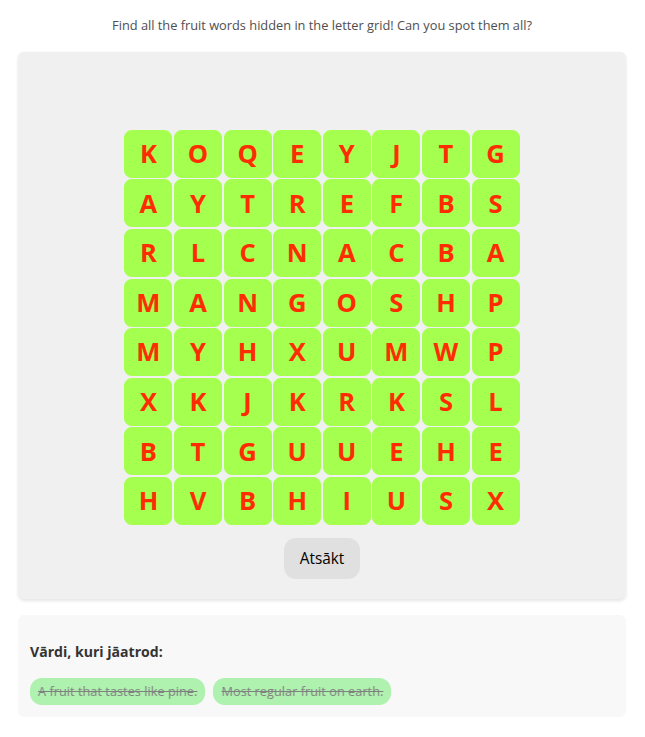 Find all the fruit words hidden in the letter grid! Can you spot them all?
K O Q E Y J T G
A Y T R E F B S
R L C N A C B A
M A N G O S H P
M Y H X U M W P
X K J K R K S L
B T G U U E H E
H V B H I U S X
Atsākt
Vārdi, kuri jāatrod:
A fruit that tastes like pine. Most regular fruit on earth.